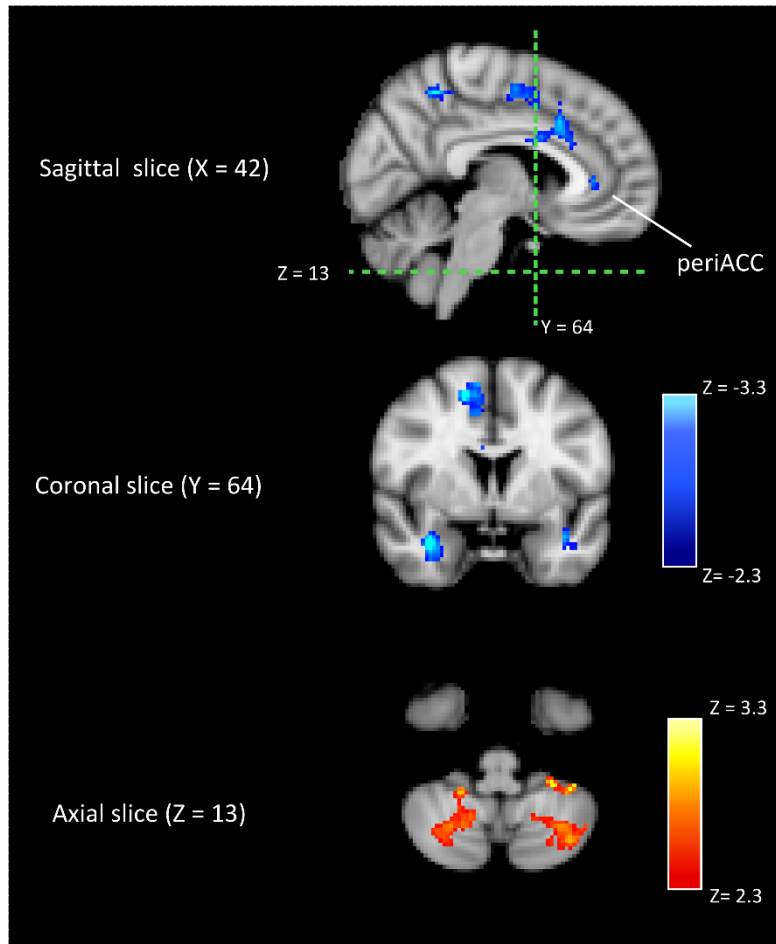 Sagittal  slice (X = 42)
Z = 13
periACC
Y = 64
Z = -3.3
Coronal slice (Y = 64)
Z= -2.3
Z = 3.3
Axial slice (Z = 13)
Z= 2.3